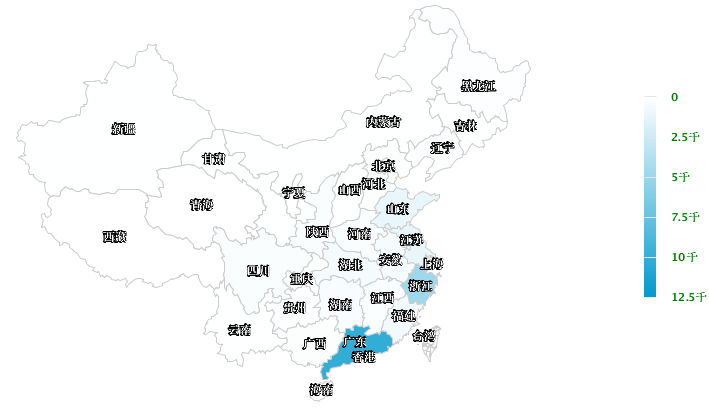 黑龙江
内蒙古
吉林
新疆
辽宁
甘肃
北京
河北
山西
宁夏
青海
山东
陕西
河南
西藏
江苏
安徽
上海
湖北
四川
重庆
浙江
江西
湖南
贵州
福建
云南
台湾
广西
广东
香港
海南
0
2.5千
5千
7.5千
10千
12.5千